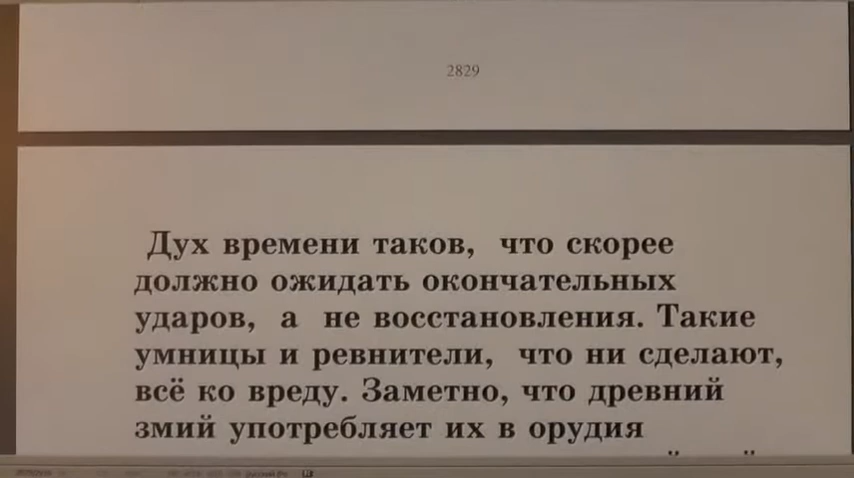 2829
Дух времени таков, что скорее
должно ожидать окончательных
ударов, а не восстановления. Такие
умницы и ревнители, что ни сделают,
всё ко вреду. Заметно, что древний
змий употребляет их в орудия